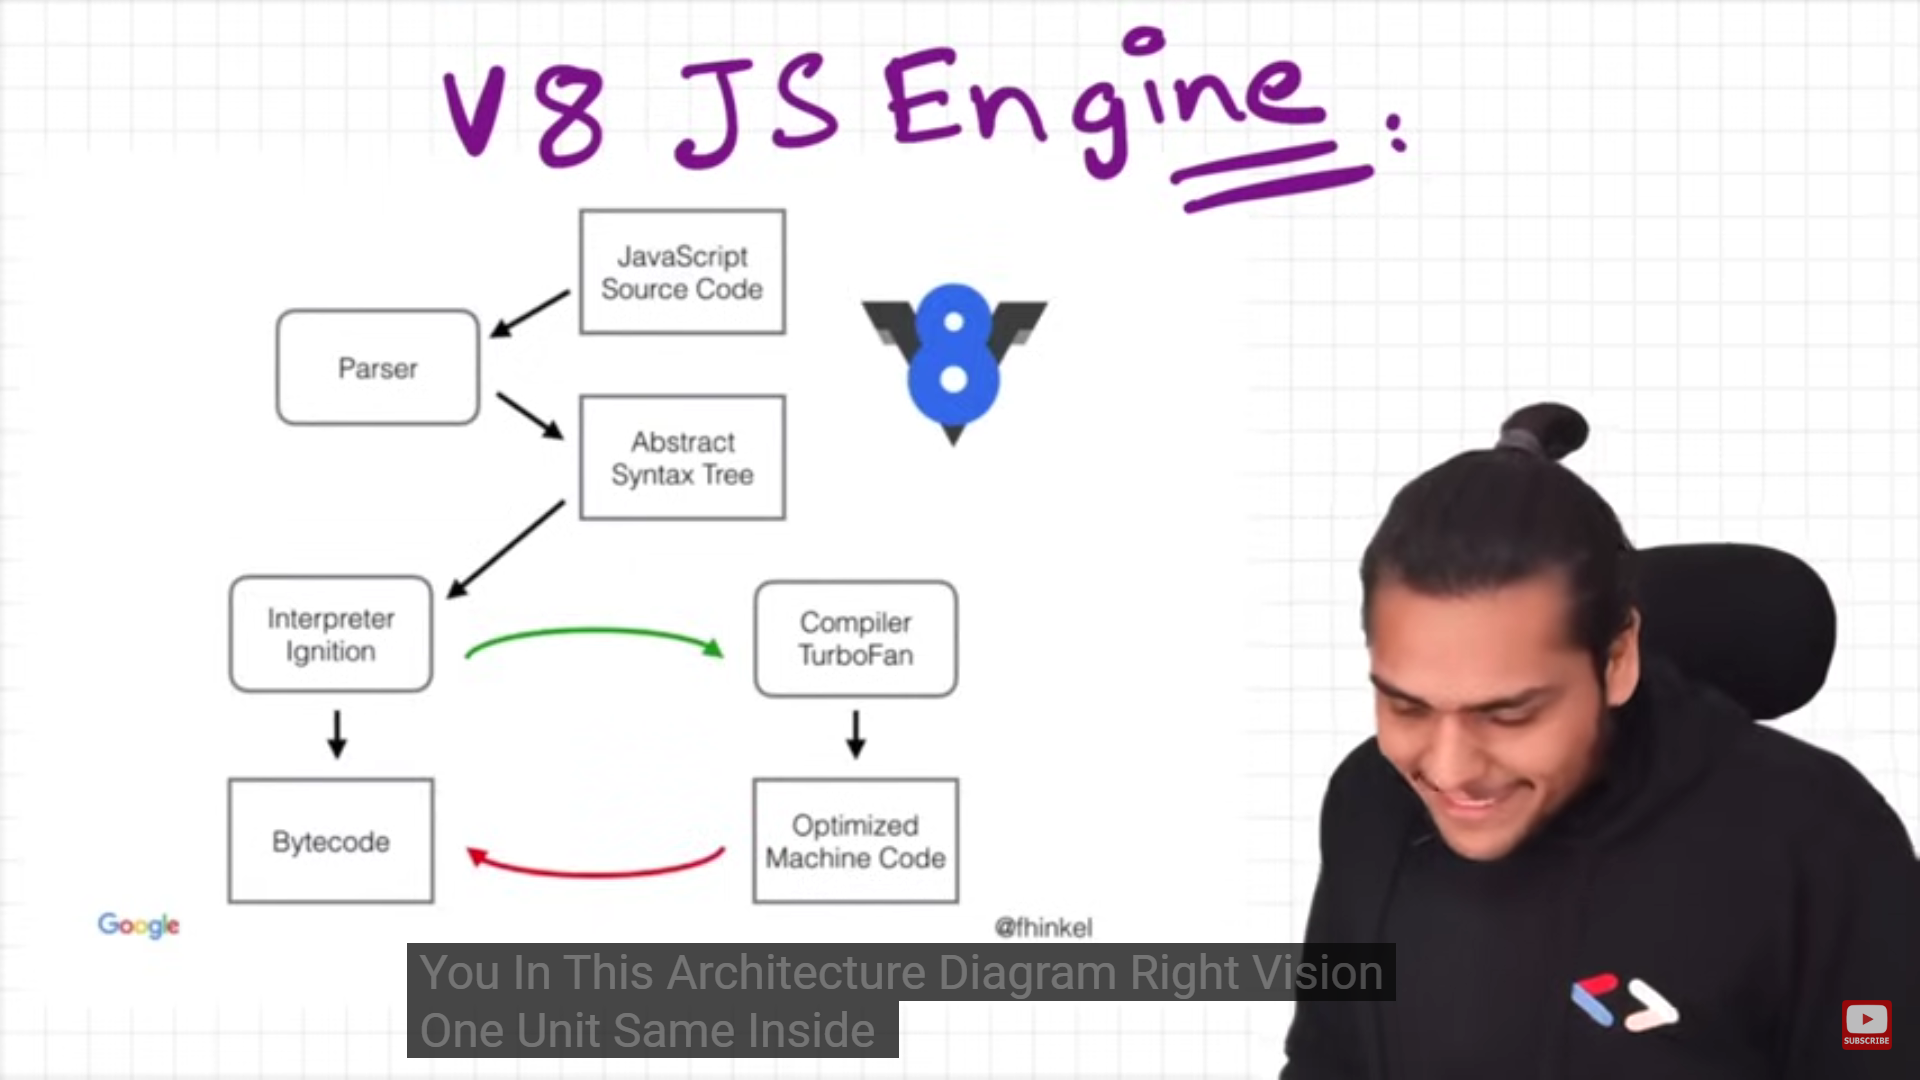 V8 JS Engine :
JavaScript
Source Code
Parser
Abstract
Syntax Tree
Interpreter
Ignition
Compiler
TurboFan
Bytecode
Optimized
Machine Code
Google
@fhinkel
You In This Architecture Diagram Right Vision
One Unit Same Inside
SUBSCRIBE